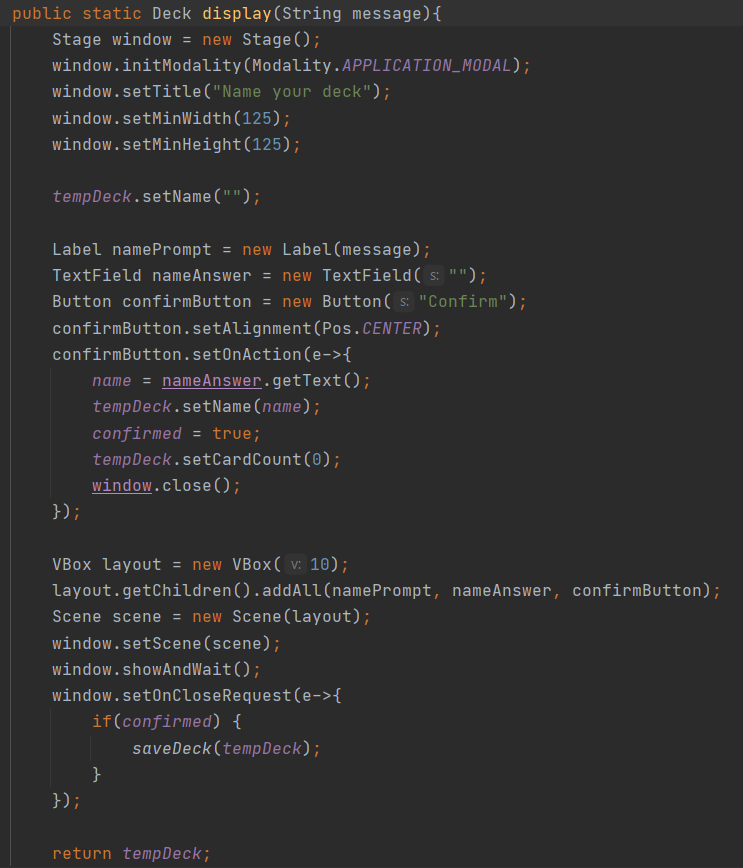 public static Deck display(String message){
    Stage window = new Stage();
    window.initModality(Modality.APPLICATION_MODAL);
    window.setTitle("Name your deck");
    window.setMinWidth(125);
    window.setMinHeight(125);

    tempDeck.setName("");

    Label namePrompt = new Label(message);
    TextField nameAnswer = new TextField( s: "");
    Button confirmButton = new Button( s: "Confirm");
    confirmButton.setAlignment(Pos.CENTER);
    confirmButton.setOnAction(e->{
        name = nameAnswer.getText();
        tempDeck.setName(name);
        confirmed = true;
        tempDeck.setCardCount(0);
        window.close();
    });

    VBox layout = new VBox( v: 10);
    layout.getChildren().addAll(namePrompt, nameAnswer, confirmButton);
    Scene scene = new Scene(layout);
    window.setScene(scene);
    window.showAndWait();
    window.setOnCloseRequest(e->{
        if(confirmed) {
            saveDeck(tempDeck);
        }
    });

    return tempDeck;